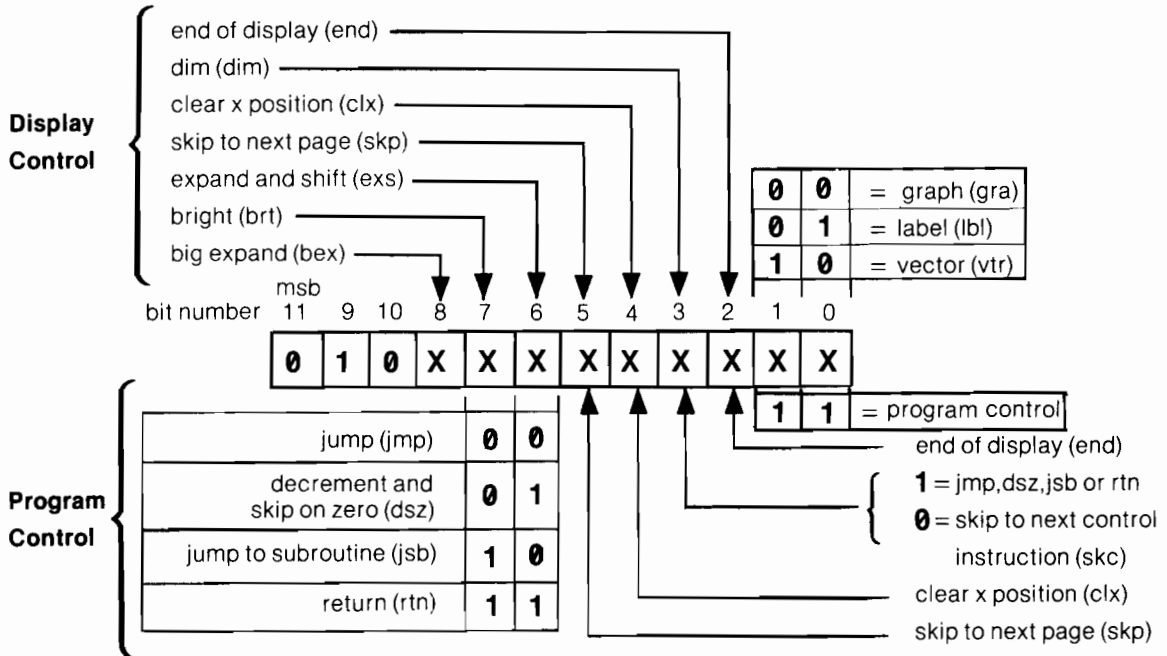 end of display (end)
dim (dim)
clear x position (clx)
skip to next page (skp)
expand and shift (exs)
bright (brt)
big expand (bex)
Display
Control
0 0 = graph (gra)
0 1 = label (lbl)
1 0 = vector (vtr)
msb
bit number 11 9 10 8 7 6 5 4 3 2 1 0
0 1 0 X X X X X X X X X
1 1 = program control
Program
Control
jump (jmp) 0 0
decrement and
skip on zero (dsz) 0 1
jump to subroutine (jsb) 1 0
return (rtn) 1 1
end of display (end)
1 = jmp,dsz,jsb or rtn
0 = skip to next control
instruction (skc)
clear x position (clx)
skip to next page (skp)